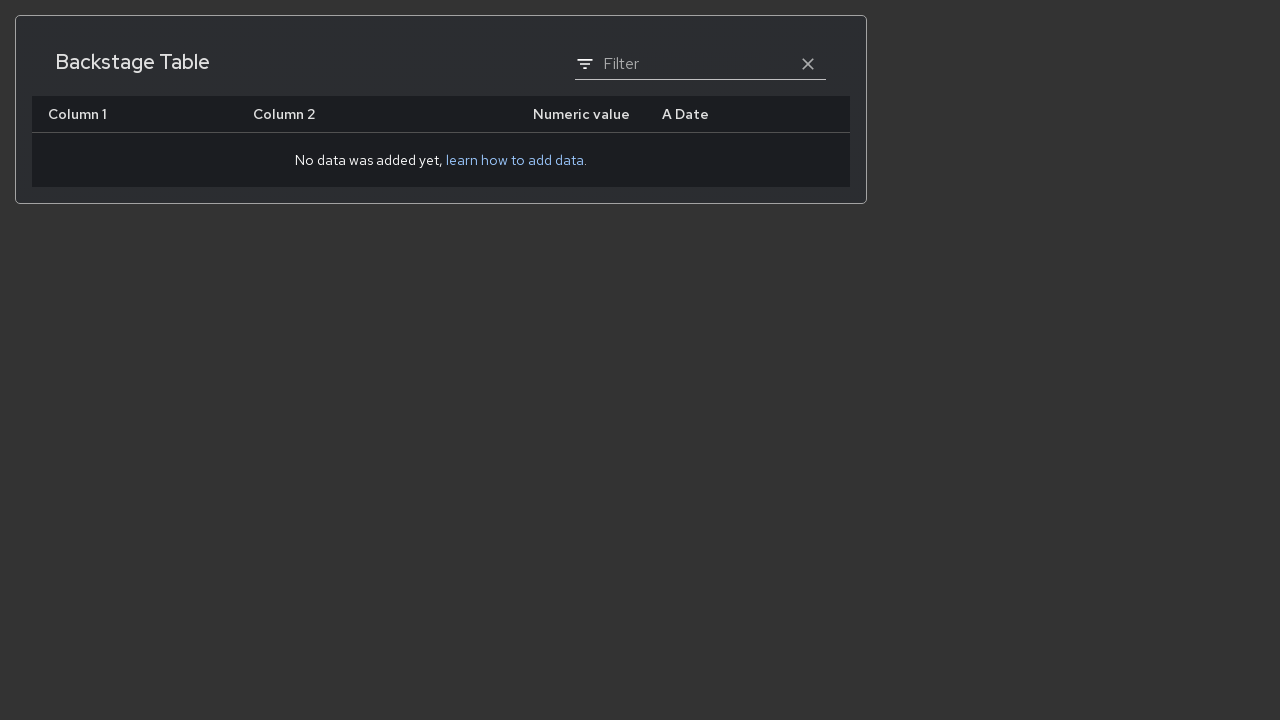 Backstage Table
Filter
Column 1 Column 2 Numeric value A Date
No data was added yet, learn how to add data.